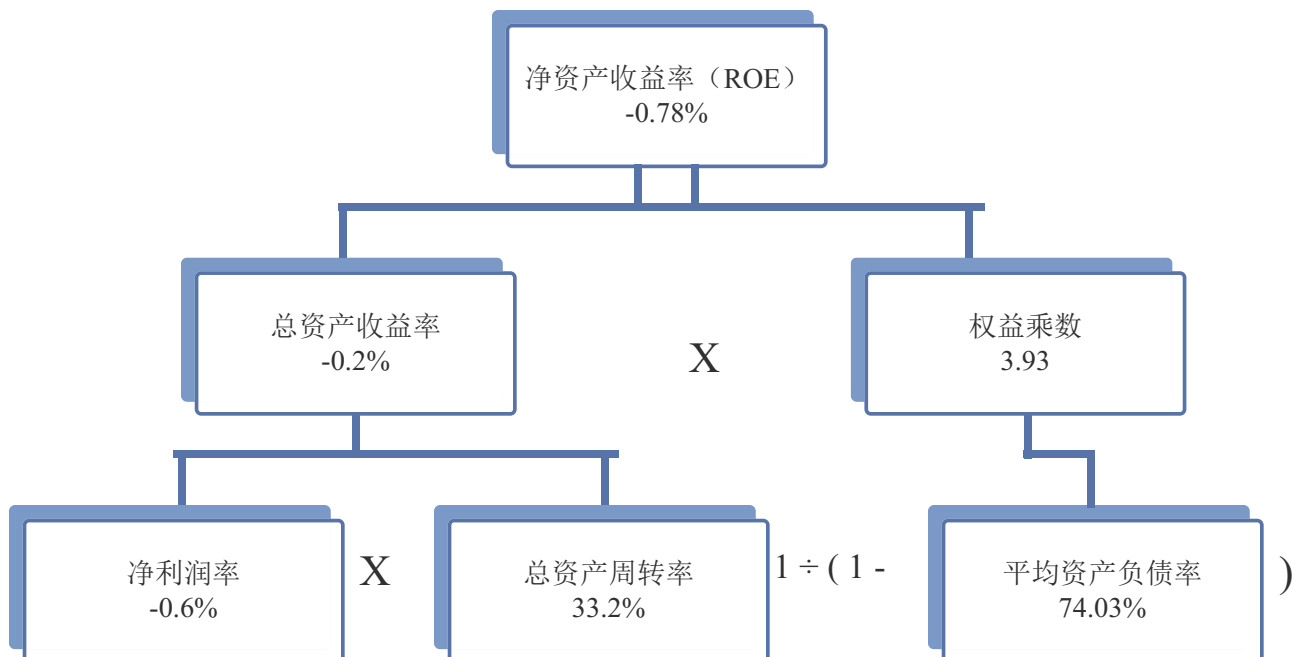 净资产收益率（ROE）
-0.78%
总资产收益率
-0.2%
X
权益乘数
3.93
净利润率
-0.6%
X
总资产周转率
33.2%
1 ÷ ( 1 -
平均资产负债率
74.03%
)